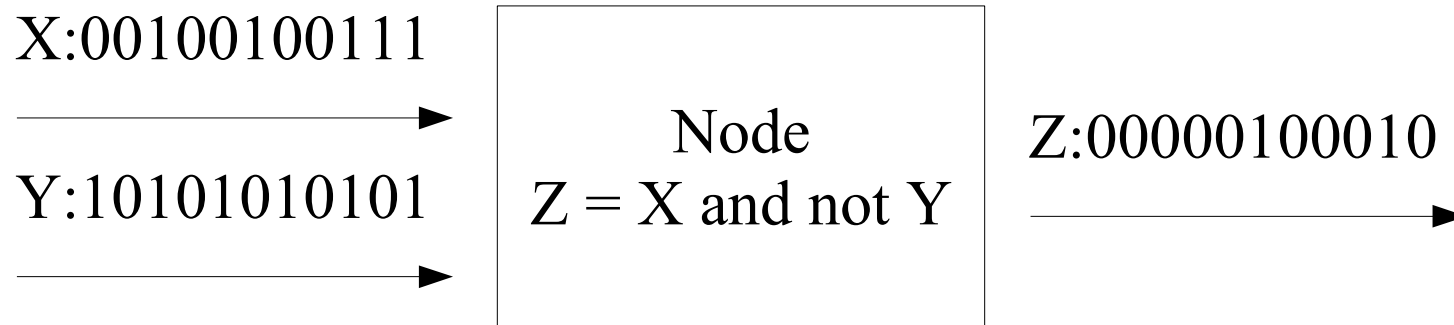 X:00100100111
Y:10101010101
Node
Z = X and not Y
Z:00000100010